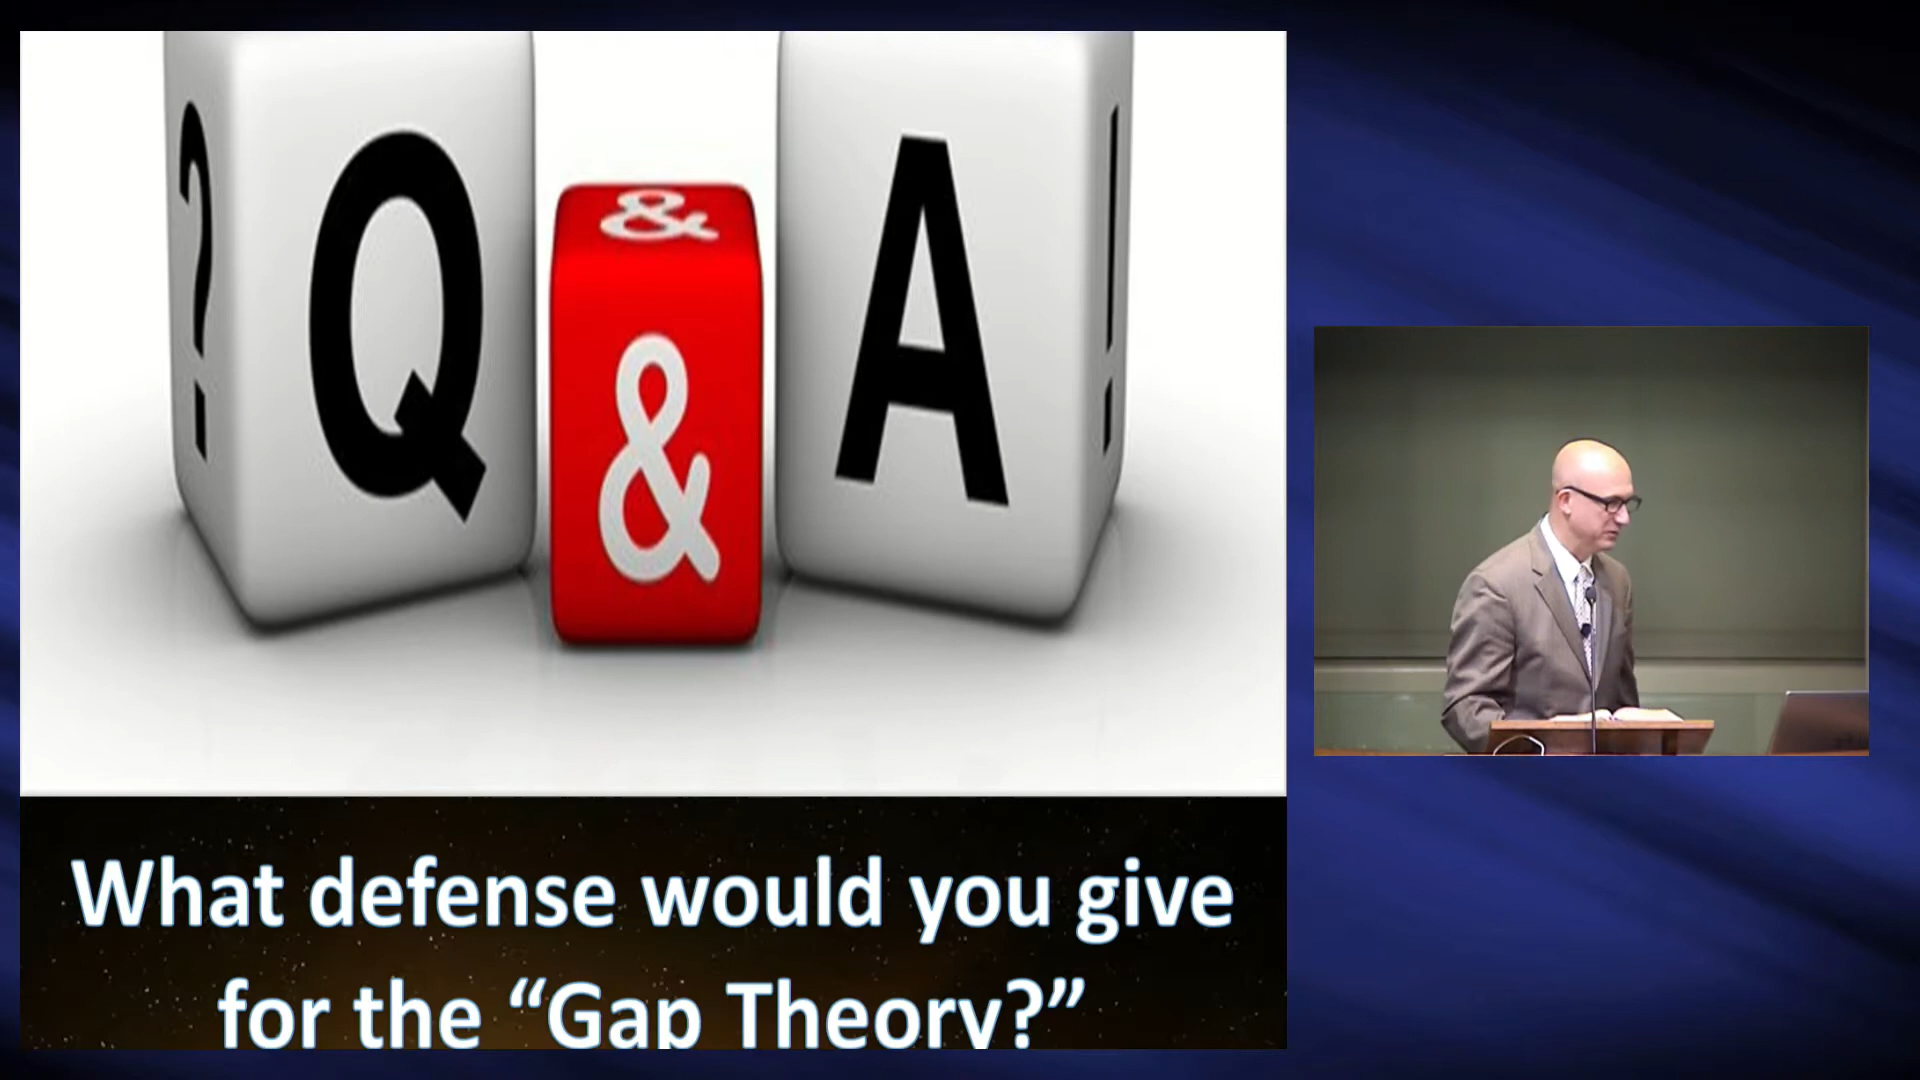 ? Q & & A !
What defense would you give
for the “Gap Theory?”